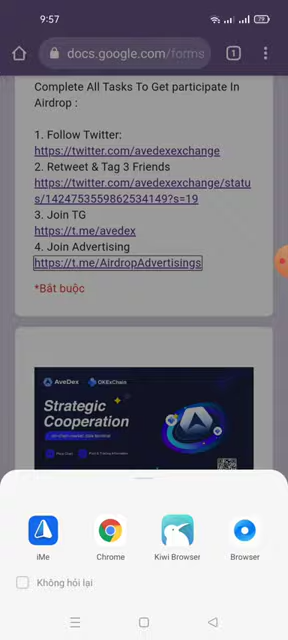 9:57
79
docs.google.com/forms
1
Complete All Tasks To Get participate In
Airdrop :
1. Follow Twitter:
https://twitter.com/avedexexchange
2. Retweet & Tag 3 Friends
https://twitter.com/avedexexchange/statu
s/1424753559862534149?s=19
3. Join TG
https://t.me/avedex
4. Join Advertising
https://t.me/AirdropAdvertisings
*Bắt buộc
AveDex
OKExChain
Strategic
Cooperation
iMe
Chrome
Kiwi Browser
Browser
Không hỏi lại